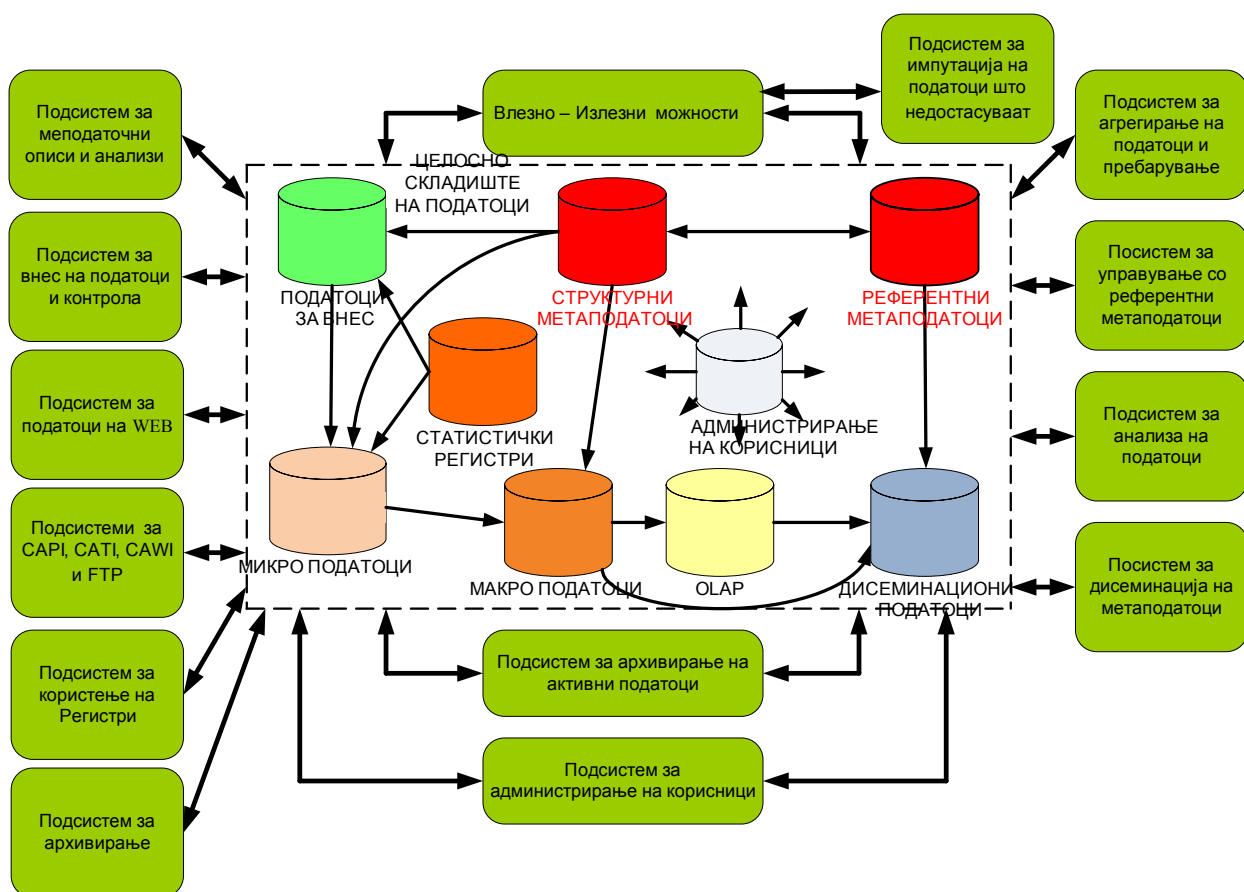 Подсистем за
импутација на
податоци што
недостасуваат
Подсистем за
меподаточни
описи и анализи
Влезно – Излезни можности
Подсистем за
агрегирање на
податоци и
пребарување
ЦЕЛОСНО
СКЛАДИШТЕ
НА ПОДАТОЦИ
Подсистем за
внес на податоци
и контрола
ПОДАТОЦИ
ЗА ВНЕС
СТРУКТУРНИ
МЕТАПОДАТОЦИ
РЕФЕРЕНТНИ
МЕТАПОДАТОЦИ
Посистем за
управување со
референтни
метаподатоци
Подсистем за
податоци на WEB
СТАТИСТИЧКИ
РЕГИСТРИ
АДМИНИСТРИРАЊЕ
НА КОРИСНИЦИ
Подсистем за
анализа на
податоци
Подсистеми за
CAPI, CATI, CAWI
и FTP
МИКРО ПОДАТОЦИ
МАКРО ПОДАТОЦИ
OLAP
ДИСЕМИНАЦИОНИ
ПОДАТОЦИ
Посистем за
дисеминација на
метаподатоци
Подсистем за
користење на
Регистри
Подсистем за архивирање на
активни податоци
Подсистем за
администрирање на корисници
Подсистем за
архивирање